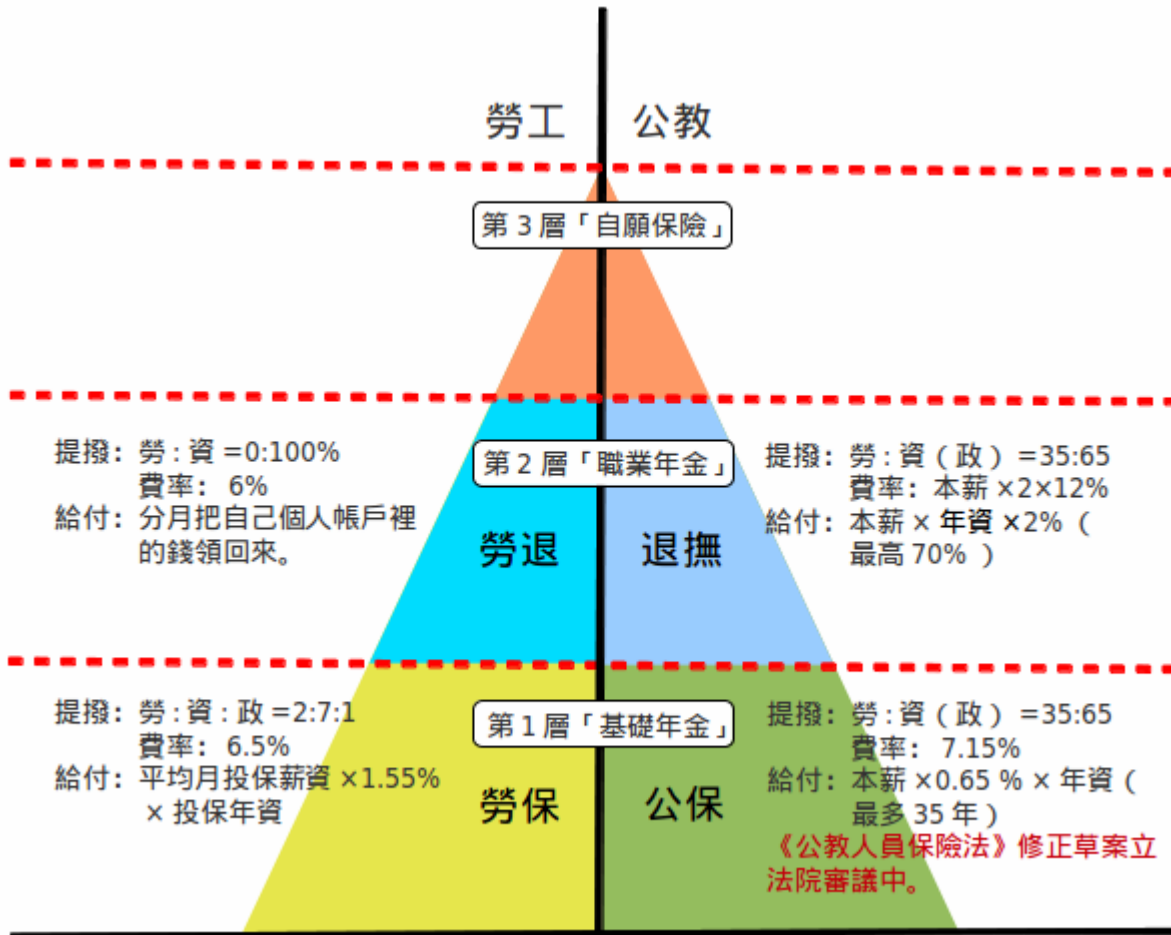 勞工
公教
第 3 層「自願保險」
第 2 層「職業年金」
提撥：勞 : 資 =0:100%
費率： 6%
給付：分月把自己個人帳戶裡
的錢領回來。
勞退
退撫
提撥：勞 : 資（政）=35:65
費率：本薪 ×2×12%
給付：本薪 × 年資 ×2%（
最高 70% ）
第 1 層「基礎年金」
提撥：勞 : 資 : 政 =2:7:1
費率： 6.5%
給付：平均月投保薪資 ×1.55%
× 投保年資
勞保
公保
提撥：勞 : 資（政）=35:65
費率： 7.15%
給付：本薪 ×0.65 % × 年資（
最多 35 年）
《公教人員保險法》修正草案立
法院審議中。